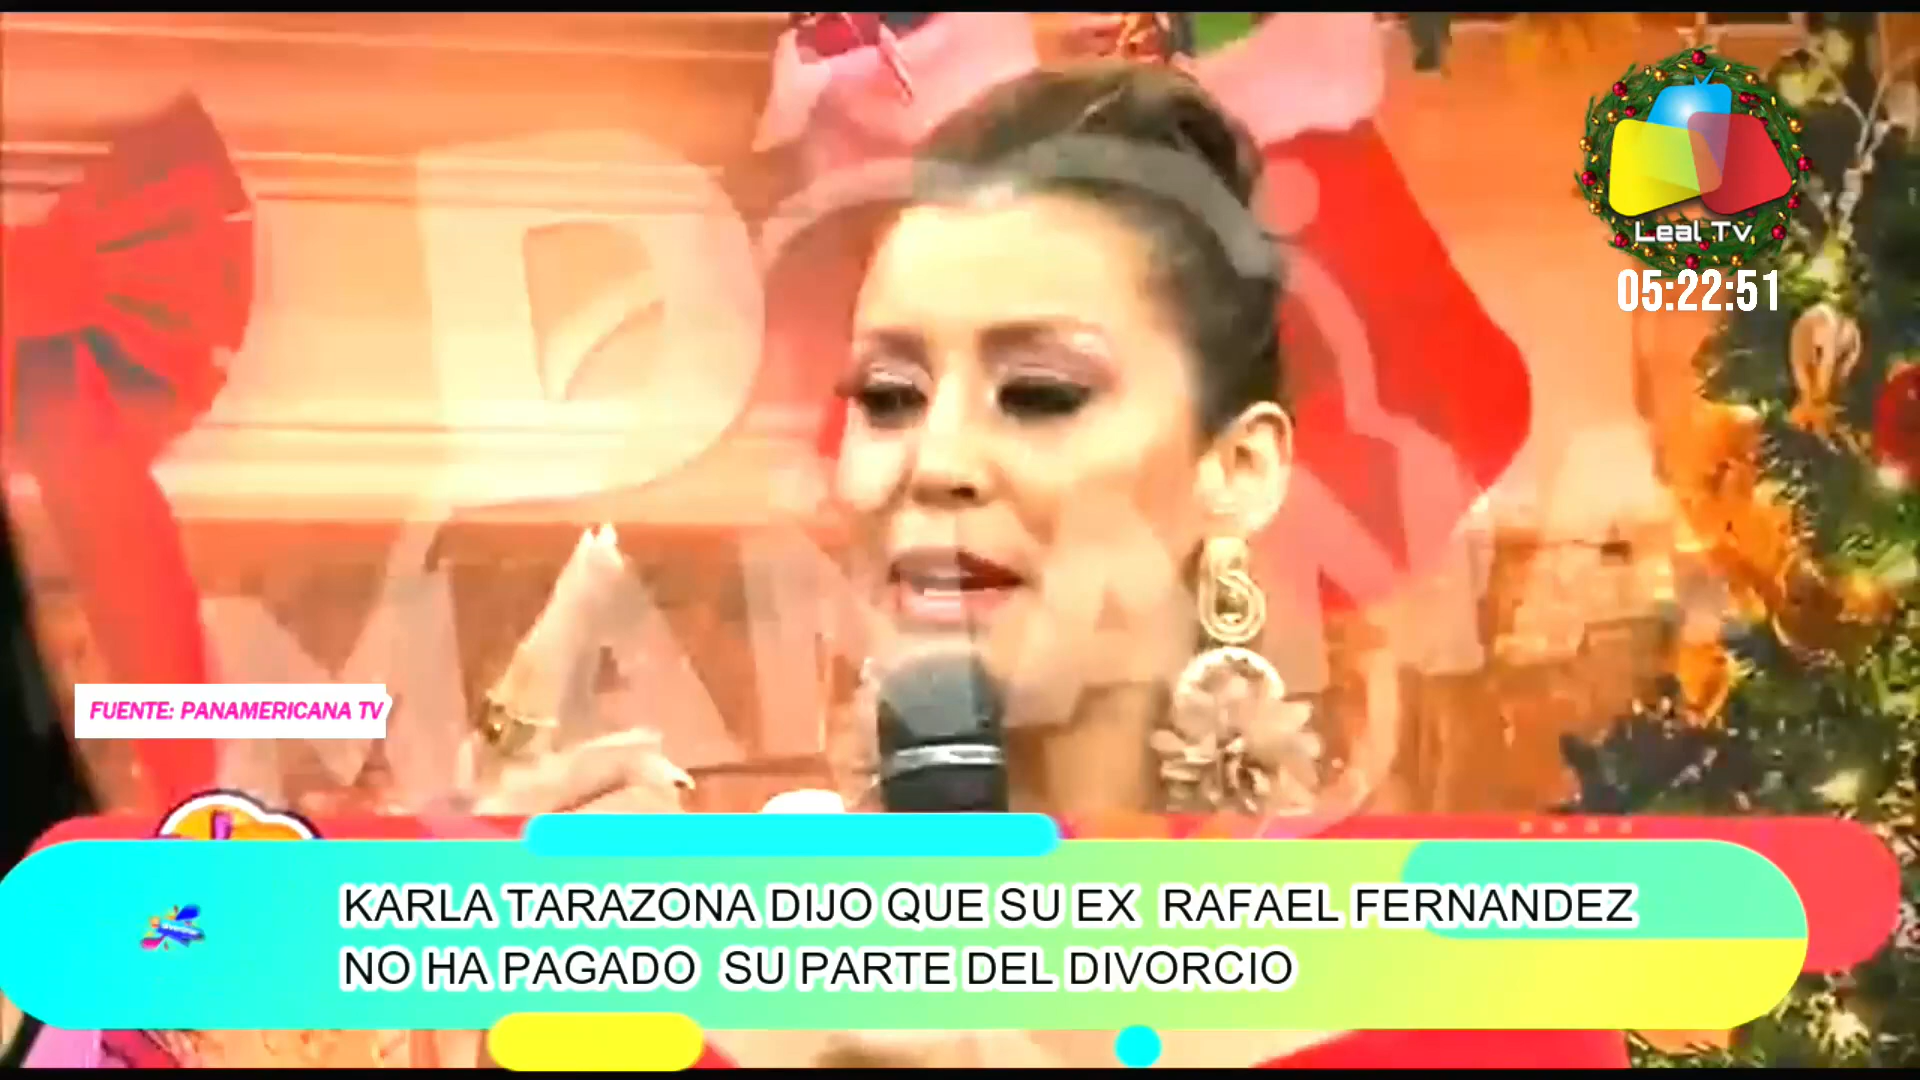 Leal Tv
05:22:51
FUENTE: PANAMERICANA TV
KARLA TARAZONA DIJO QUE SU EX RAFAEL FERNANDEZ
NO HA PAGADO SU PARTE DEL DIVORCIO